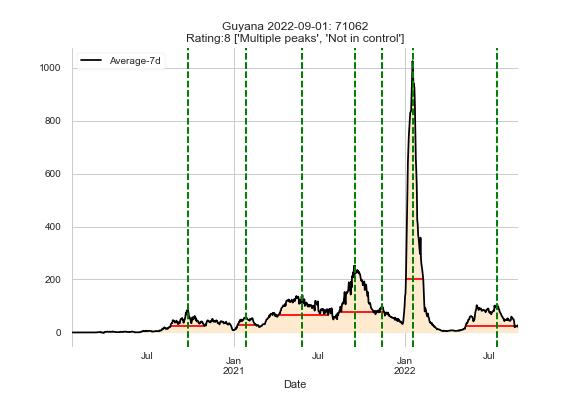 Guyana 2022-09-01: 71062
Rating:8 ['Multiple peaks', 'Not in control']
Average-7d
1000
800
600
400
200
0
Jul
Jan
2021
Jul
Jan
2022
Jul
Date